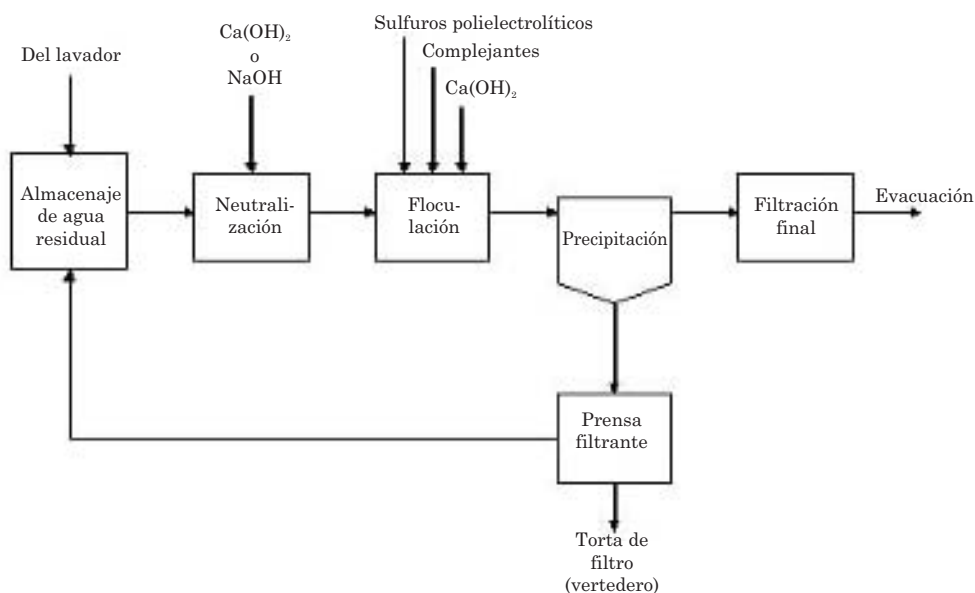 Sulfuros polielectrolíticos
Ca(OH)₂
o
NaOH
Complejantes
Del lavador
Ca(OH)₂
Almacenaje
de agua
residual
Neutrali-
zación
Flocu-
lación
Precipitación
Filtración
final
Evacuación
Prensa
filtrante
Torta de
filtro
(vertedero)